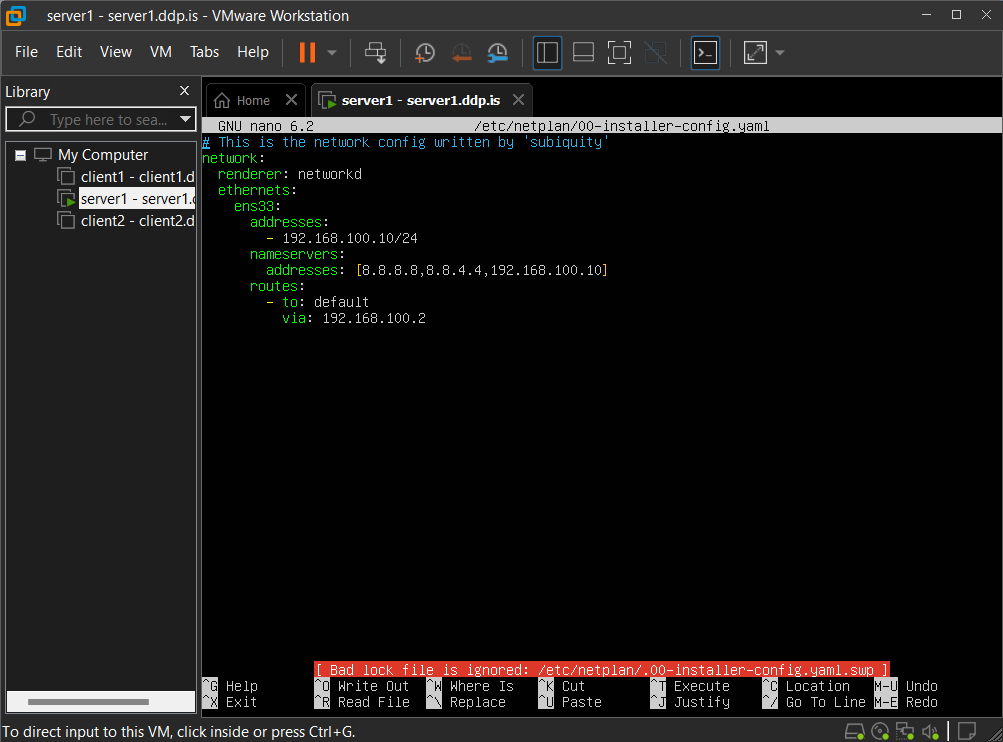 server1 - server1.ddp.is - VMware Workstation
File Edit View VM Tabs Help
Library
Type here to sea...
My Computer
client1 - client1.d
server1 - server1.
client2 - client2.d
Home
server1 - server1.ddp.is
GNU nano 6.2 /etc/netplan/00-installer-config.yaml
# This is the network config written by 'subiquity'
network:
  renderer: networkd
  ethernets:
    ens33:
      addresses:
        - 192.168.100.10/24
      nameservers:
        addresses: [8.8.8.8,8.8.4.4,192.168.100.10]
      routes:
        - to: default
          via: 192.168.100.2
[ Bad lock file is ignored: /etc/netplan/.00-installer-config.yaml.swp ]
^G Help ^O Write Out ^W Where Is ^K Cut ^T Execute ^C Location M-U Undo
^X Exit ^R Read File ^\ Replace ^U Paste ^J Justify ^/ Go To Line M-E Redo
To direct input to this VM, click inside or press Ctrl+G.